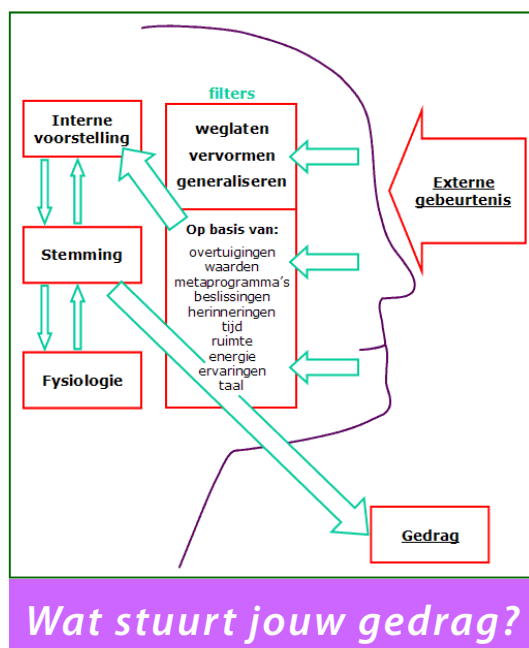 filters
Interne
voorstelling
weglaten
vervormen
generaliseren
Externe
gebeurtenis
Stemming
Op basis van:
overtuigingen
waarden
metaprogramma's
beslissingen
herinneringen
tijd
ruimte
energie
ervaringen
taal
Fysiologie
Gedrag
Wat stuurt jouw gedrag?